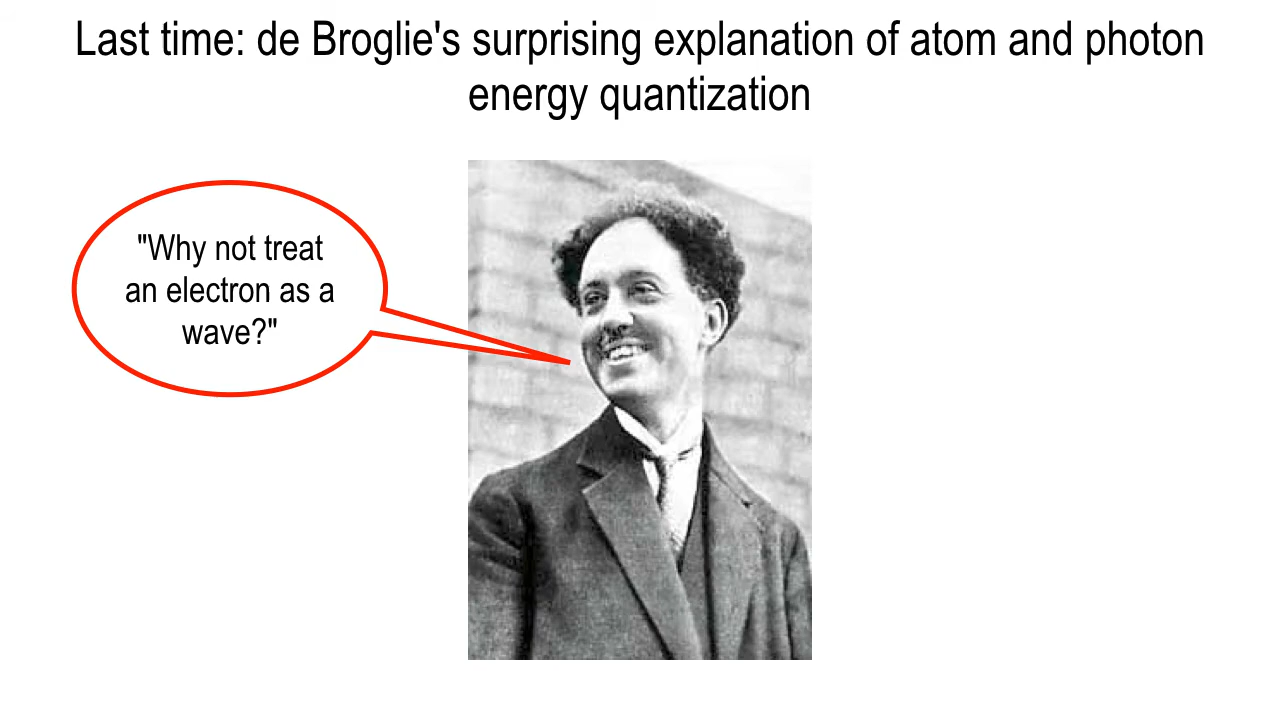 Last time: de Broglie's surprising explanation of atom and photon
energy quantization
"Why not treat
an electron as a
wave?"